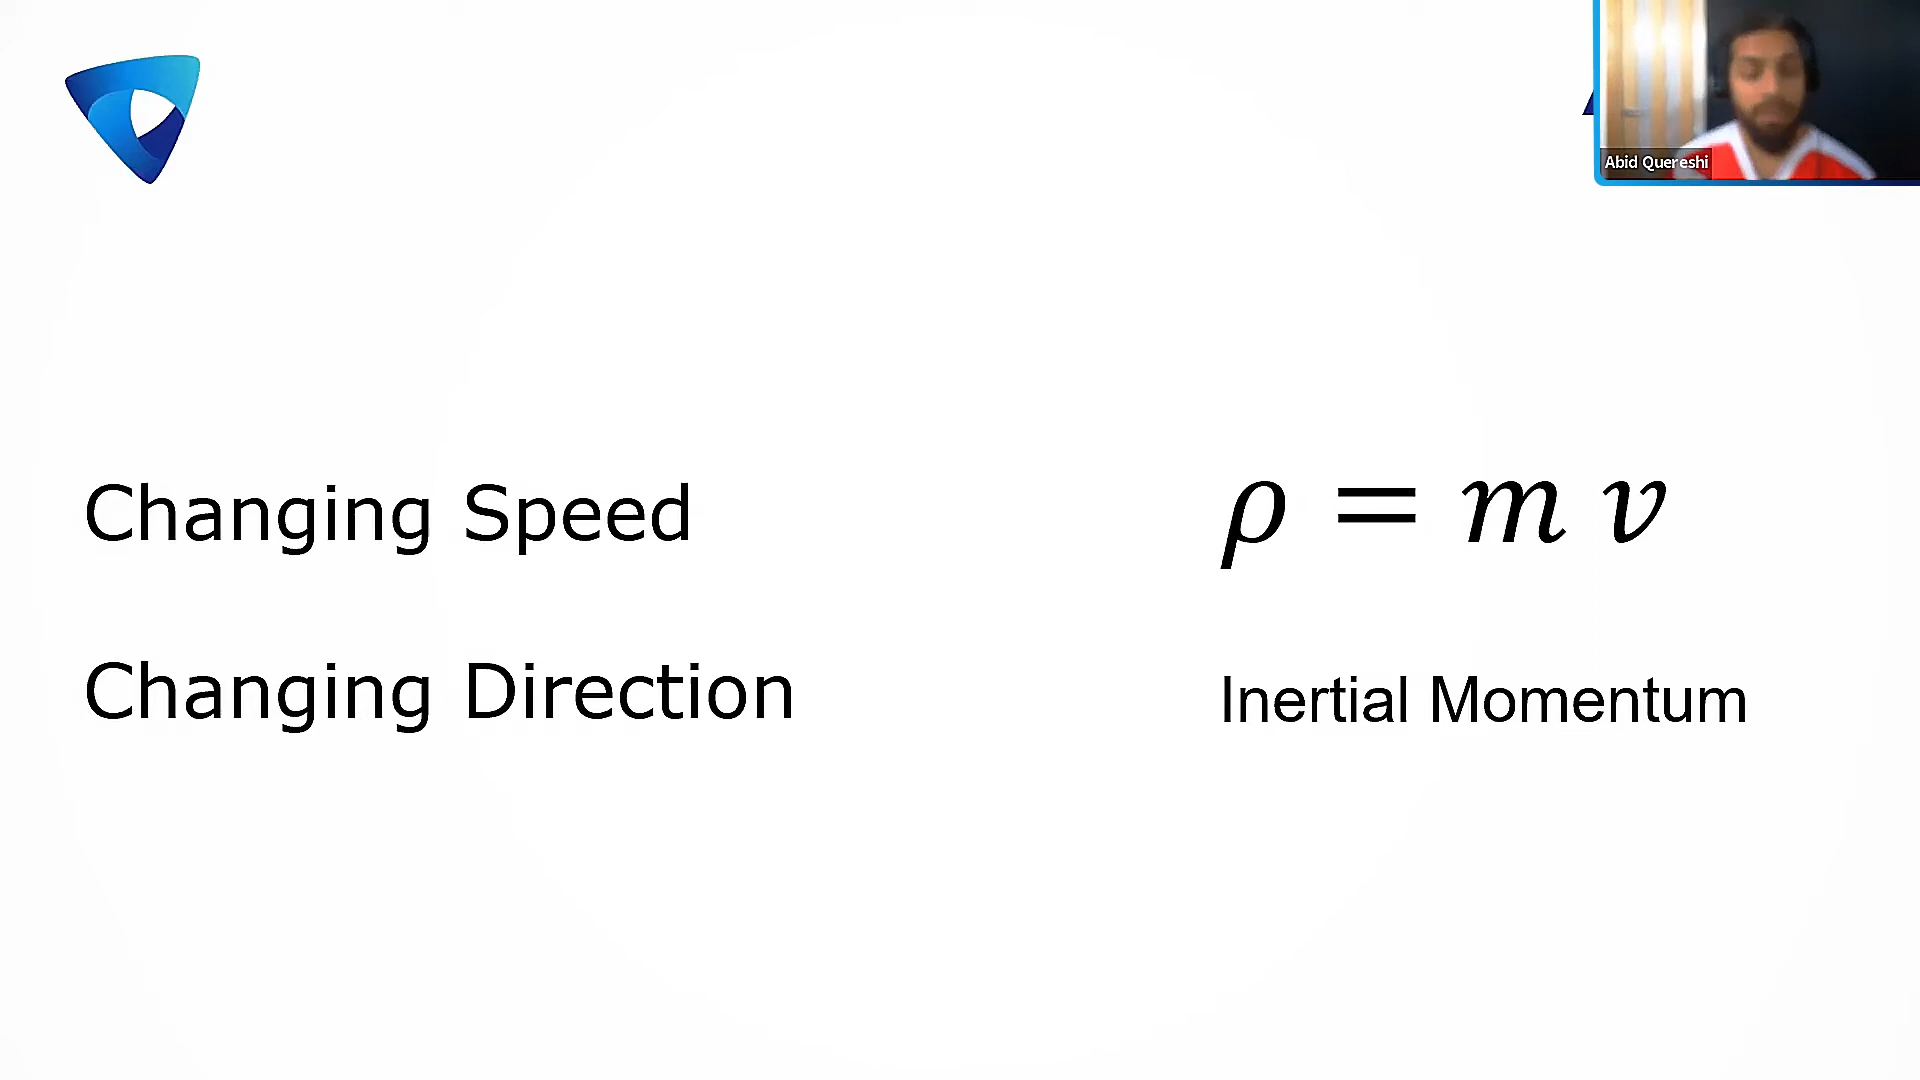 Abid Quereshi
Changing Speed
ρ = m v
Changing Direction
Inertial Momentum